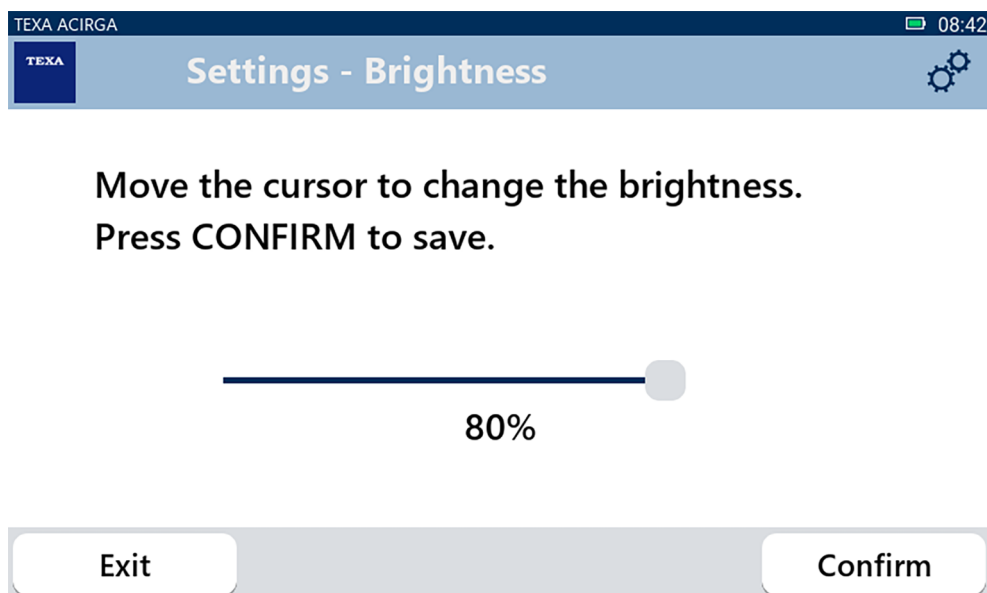 TEXA ACIRGA 08:42
TEXA
Settings - Brightness
Move the cursor to change the brightness.
Press CONFIRM to save.
80%
Exit
Confirm